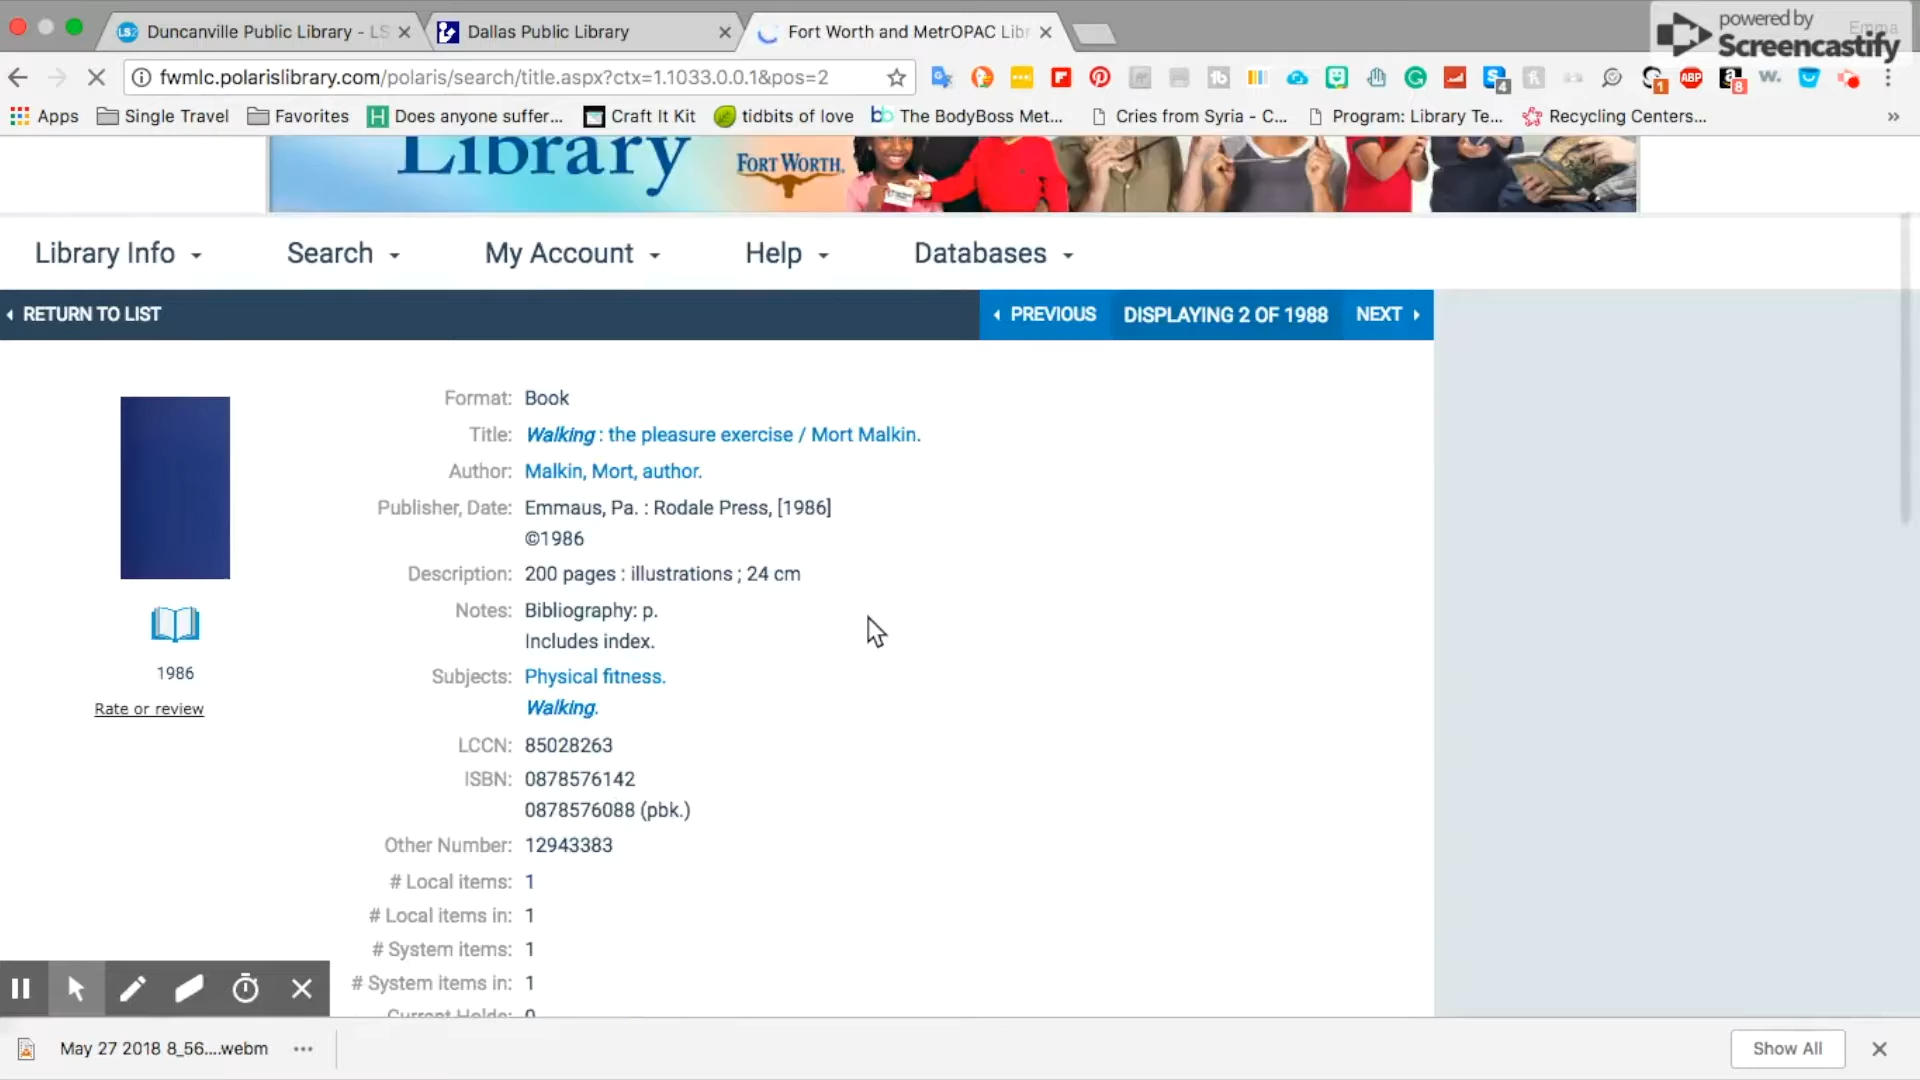 powered by
Screencastify
Emma
Duncanville Public Library - LS
Dallas Public Library
Fort Worth and MetrOPAC Libr
fwmlc.polarislibrary.com/polaris/search/title.aspx?ctx=1.1033.0.0.1&pos=2
Apps
Single Travel
Favorites
Does anyone suffer...
Craft It Kit
tidbits of love
The BodyBoss Met...
Cries from Syria - C...
Program: Library Te...
Recycling Centers...
»
Library
FORT WORTH.
Library Info
Search
My Account
Help
Databases
RETURN TO LIST
PREVIOUS
DISPLAYING 2 OF 1988
NEXT
Format: Book
Title: Walking : the pleasure exercise / Mort Malkin.
Author: Malkin, Mort, author.
Publisher, Date: Emmaus, Pa. : Rodale Press, [1986]
©1986
Description: 200 pages : illustrations ; 24 cm
Notes: Bibliography: p.
Includes index.
Subjects: Physical fitness.
Walking.
LCCN: 85028263
ISBN: 0878576142
0878576088 (pbk.)
Other Number: 12943383
# Local items: 1
# Local items in: 1
# System items: 1
# System items in: 1
Current Holds: 0
1986
Rate or review
May 27 2018 8_56....webm
Show All